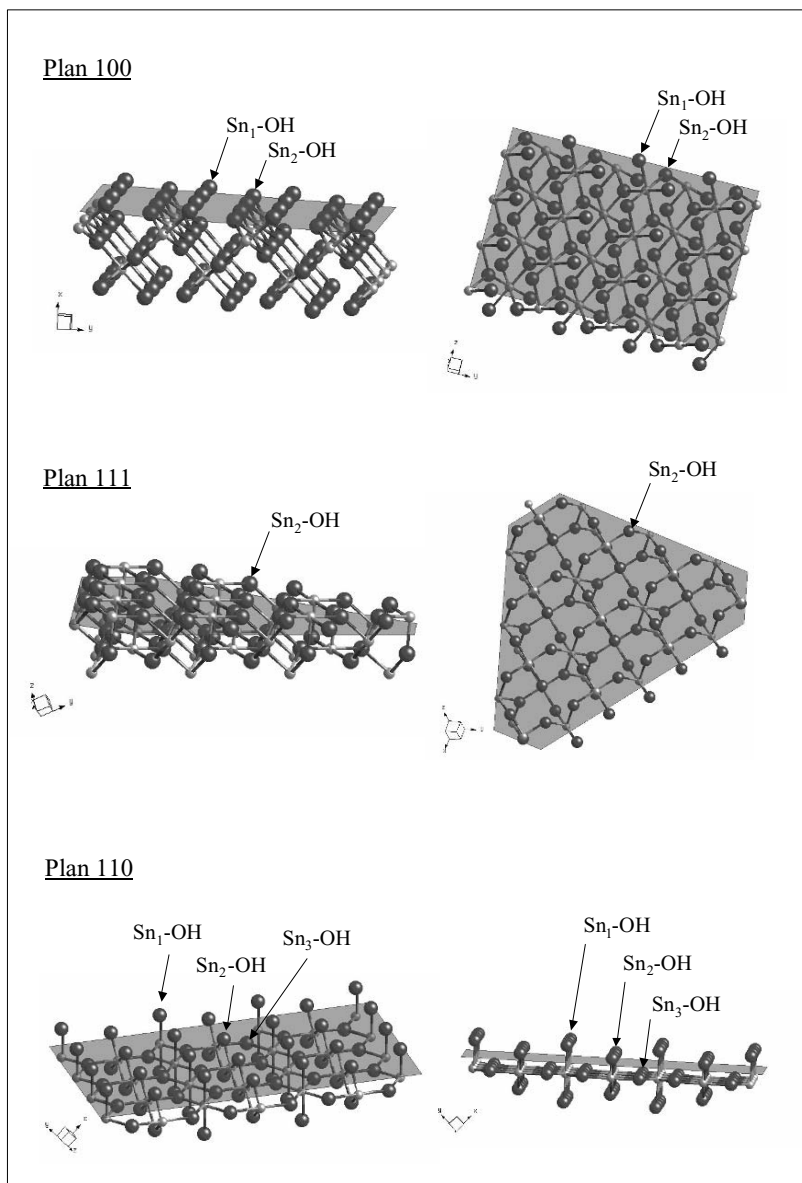 Plan 100
Sn₁-OH
Sn₂-OH
Sn₁-OH
Sn₂-OH
x
y
z
y
Plan 111
Sn₂-OH
Sn₂-OH
z
y
z
Plan 110
Sn₁-OH
Sn₂-OH
Sn₃-OH
Sn₁-OH
Sn₂-OH
Sn₃-OH
y
x
z
y
x